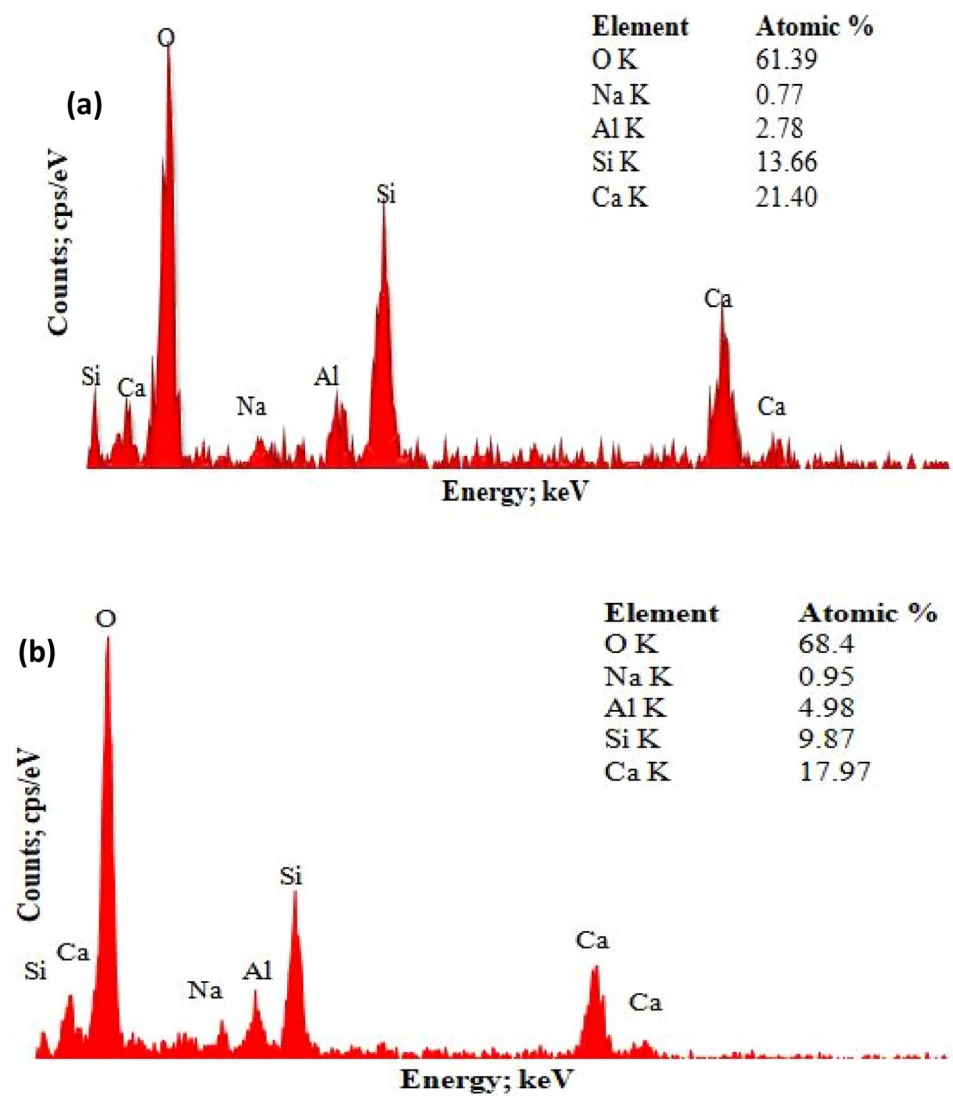 Element Atomic %
O K 61.39
Na K 0.77
Al K 2.78
Si K 13.66
Ca K 21.40
(a)
Counts; cps/eV
O
Si
Si
Ca
Al
Ca
Na
Ca
Energy; keV
Element Atomic %
O K 68.4
Na K 0.95
Al K 4.98
Si K 9.87
Ca K 17.97
(b)
Counts; cps/eV
O
Si
Ca
Ca
Si
Al
Na
Ca
Energy; keV